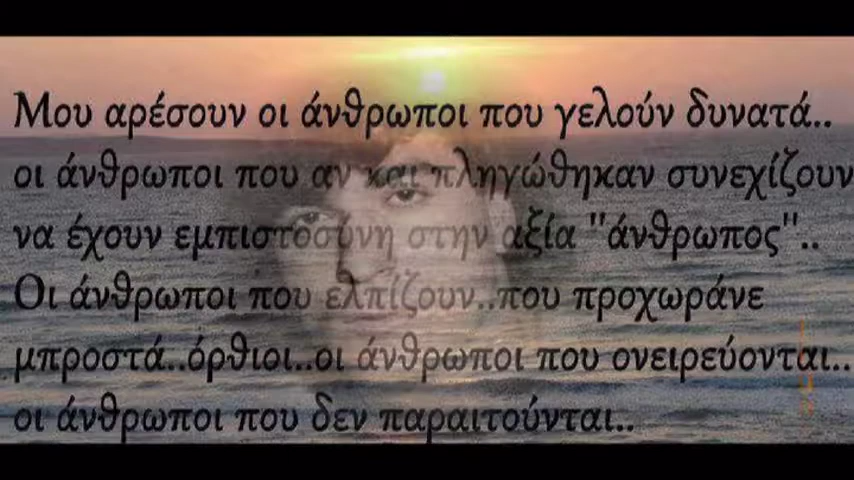 Μου αρέσουν οι άνθρωποι που γελούν δυνατά..
οι άνθρωποι που αν και πληγώθηκαν συνεχίζουν
να έχουν εμπιστοσύνη στην αξία "άνθρωπος"..
Οι άνθρωποι που ελπίζουν..που προχωράνε
μπροστά..όρθιοι..οι άνθρωποι που ονειρεύονται..
οι άνθρωποι που δεν παραιτούνται..